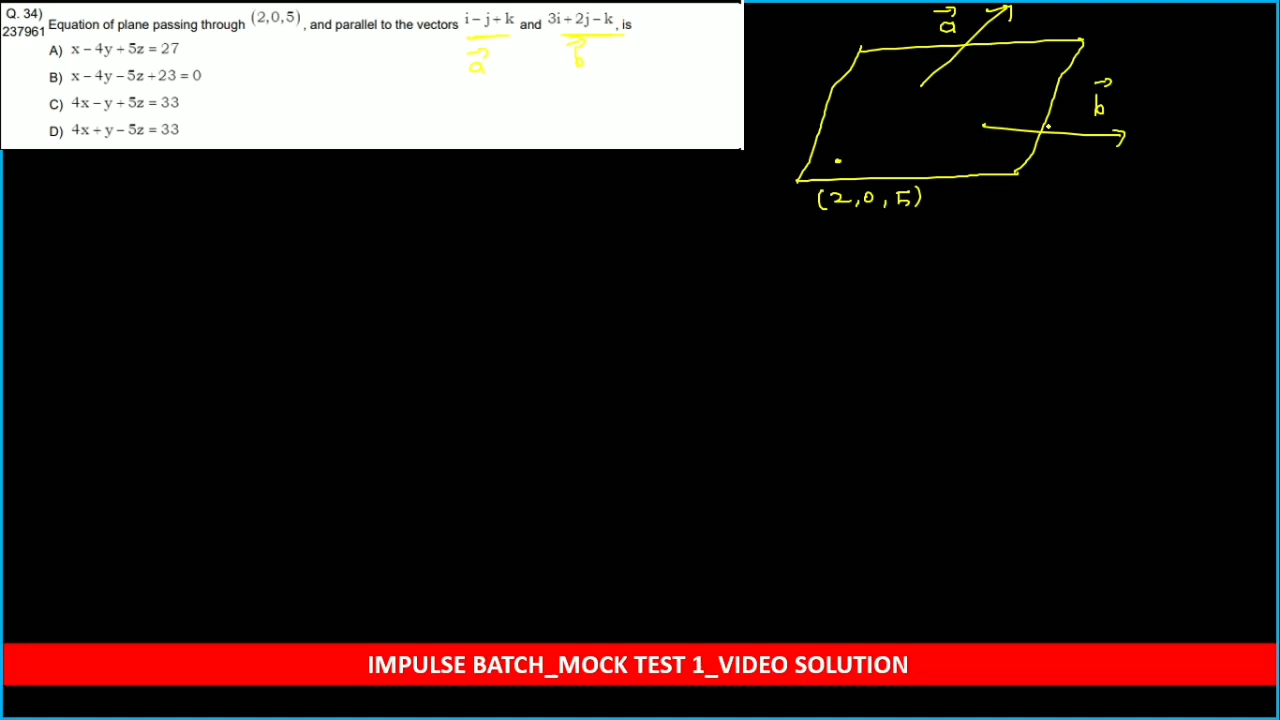 Q. 34)
237961 Equation of plane passing through (2,0,5), and parallel to the vectors i − j + k and 3i + 2j − k, is
A) x − 4y + 5z = 27
B) x − 4y − 5z + 23 = 0
C) 4x − y + 5z = 33
D) 4x + y − 5z = 33
a⃗
b⃗
a⃗
b⃗
(2,0,5)
IMPULSE BATCH_MOCK TEST 1_VIDEO SOLUTION